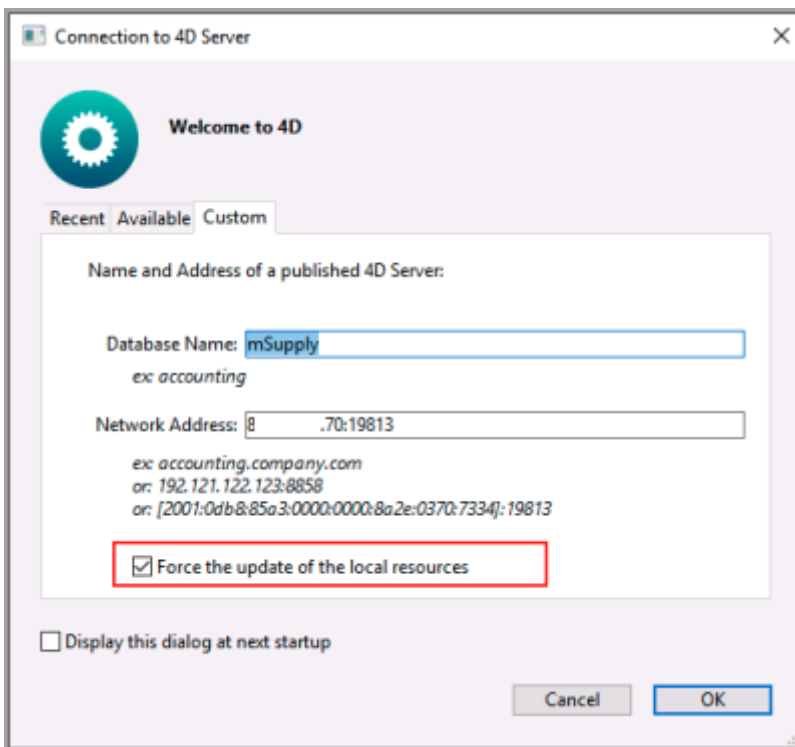 Connection to 4D Server
Welcome to 4D
Recent Available Custom
Name and Address of a published 4D Server:
Database Name: mSupply
ex: accounting
Network Address: 8 .70:19813
ex: accounting.company.com
or: 192.121.122.123:8858
or: [2001:0db8:85a3:0000:0000:8a2e:0370:7334]:19813
Force the update of the local resources
Display this dialog at next startup
Cancel OK